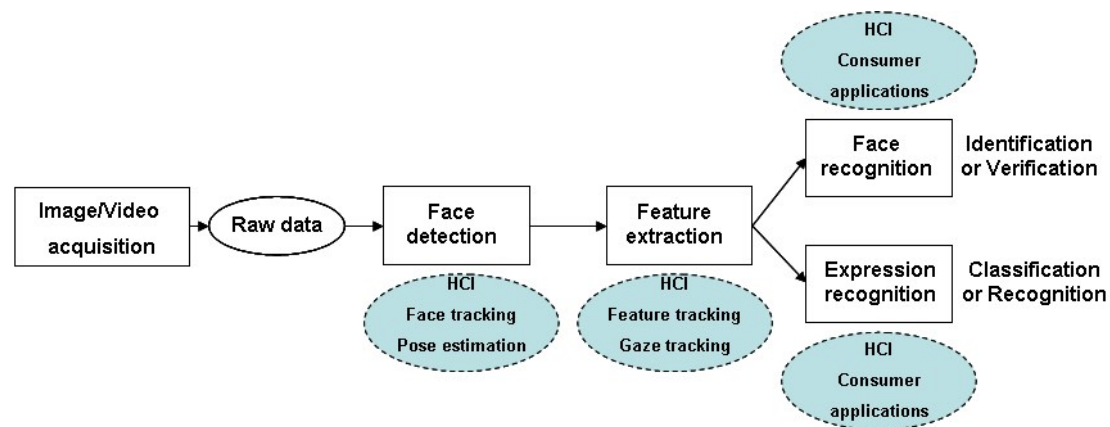 HCI
Consumer
applications
Face
recognition
Identification
or Verification
Image/Video
acquisition
Raw data
Face
detection
Feature
extraction
HCI
Face tracking
Pose estimation
HCI
Feature tracking
Gaze tracking
Expression
recognition
Classification
or Recognition
HCI
Consumer
applications